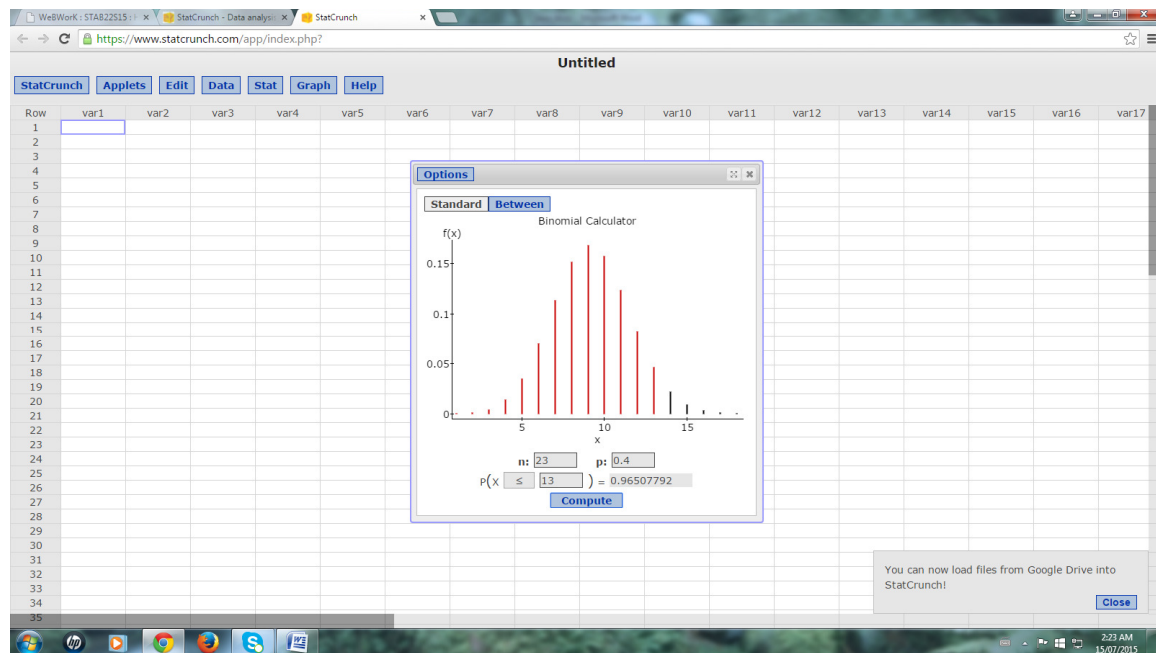 WeBWorK : STAB22S15 : H
StatCrunch - Data analysis
StatCrunch
https://www.statcrunch.com/app/index.php?
Untitled
StatCrunch Applets Edit Data Stat Graph Help
Row var1 var2 var3 var4 var5 var6 var7 var8 var9 var10 var11 var12 var13 var14 var15 var16 var17
1
2
3
4
5
6
7
8
9
10
11
12
13
14
15
16
17
18
19
20
21
22
23
24
25
26
27
28
29
30
31
32
33
34
35
Options
Standard Between
Binomial Calculator
f(x)
0.15
0.1
0.05
0
5 10 15
x
n: 23 p: 0.4
P(X ≤ 13 ) = 0.96507792
Compute
You can now load files from Google Drive into
StatCrunch!
Close
2:23 AM
15/07/2015